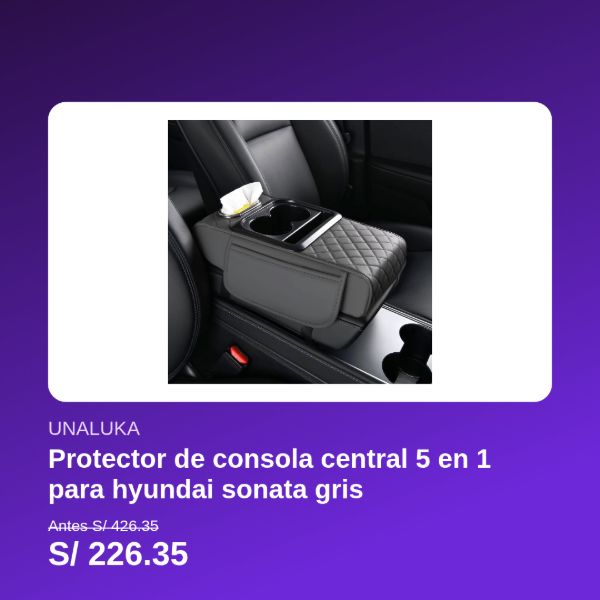 UNALUKA
Protector de consola central 5 en 1
para hyundai sonata gris
Antes S/ 426.35
S/ 226.35